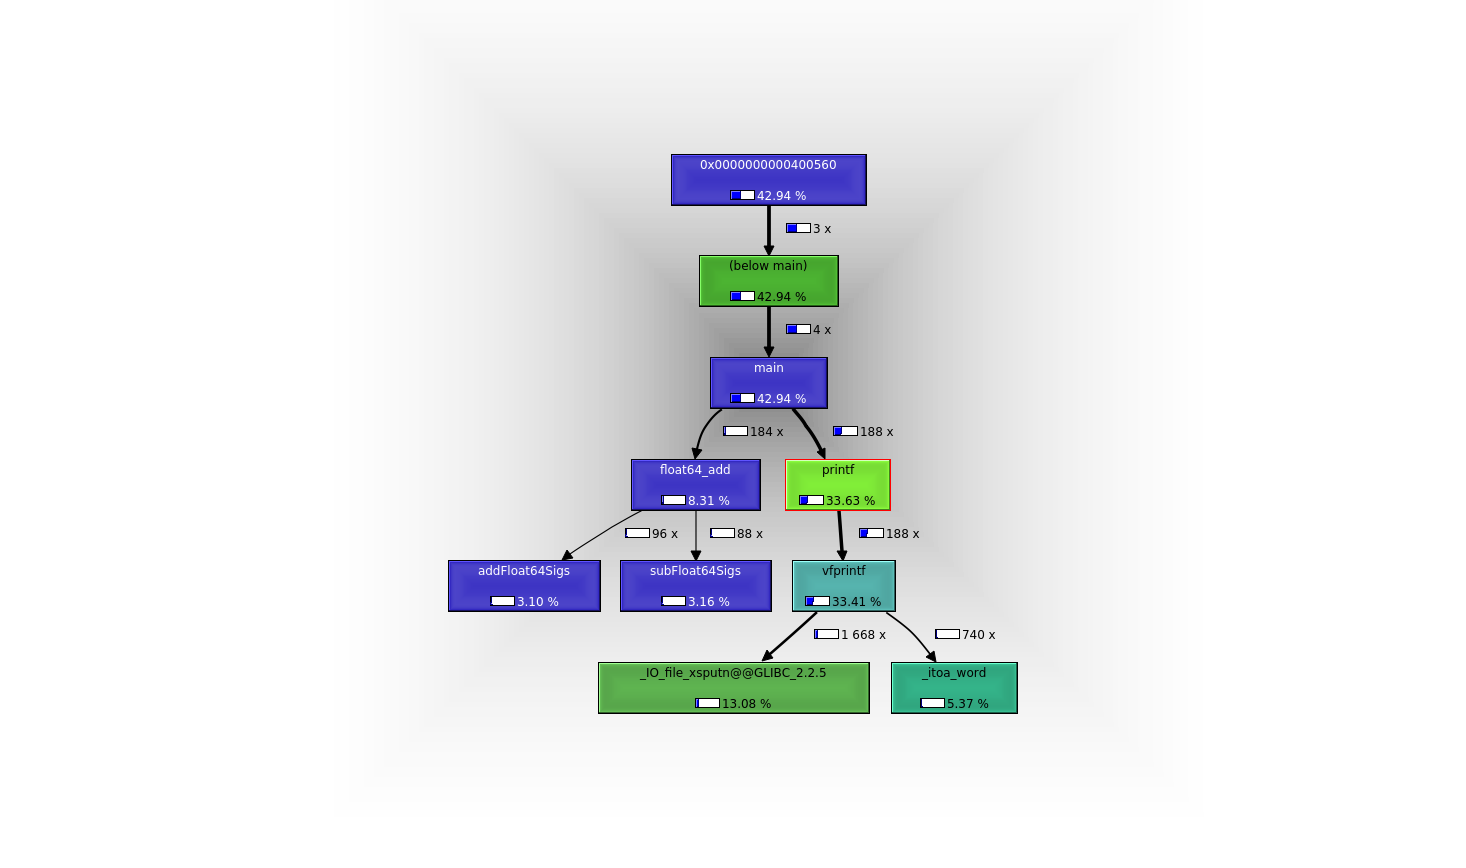 0x0000000000400560
42.94 %
3 x
(below main)
42.94 %
4 x
main
42.94 %
184 x
188 x
float64_add
8.31 %
printf
33.63 %
96 x
88 x
188 x
addFloat64Sigs
3.10 %
subFloat64Sigs
3.16 %
vfprintf
33.41 %
1 668 x
740 x
_IO_file_xsputn@@GLIBC_2.2.5
13.08 %
_itoa_word
5.37 %